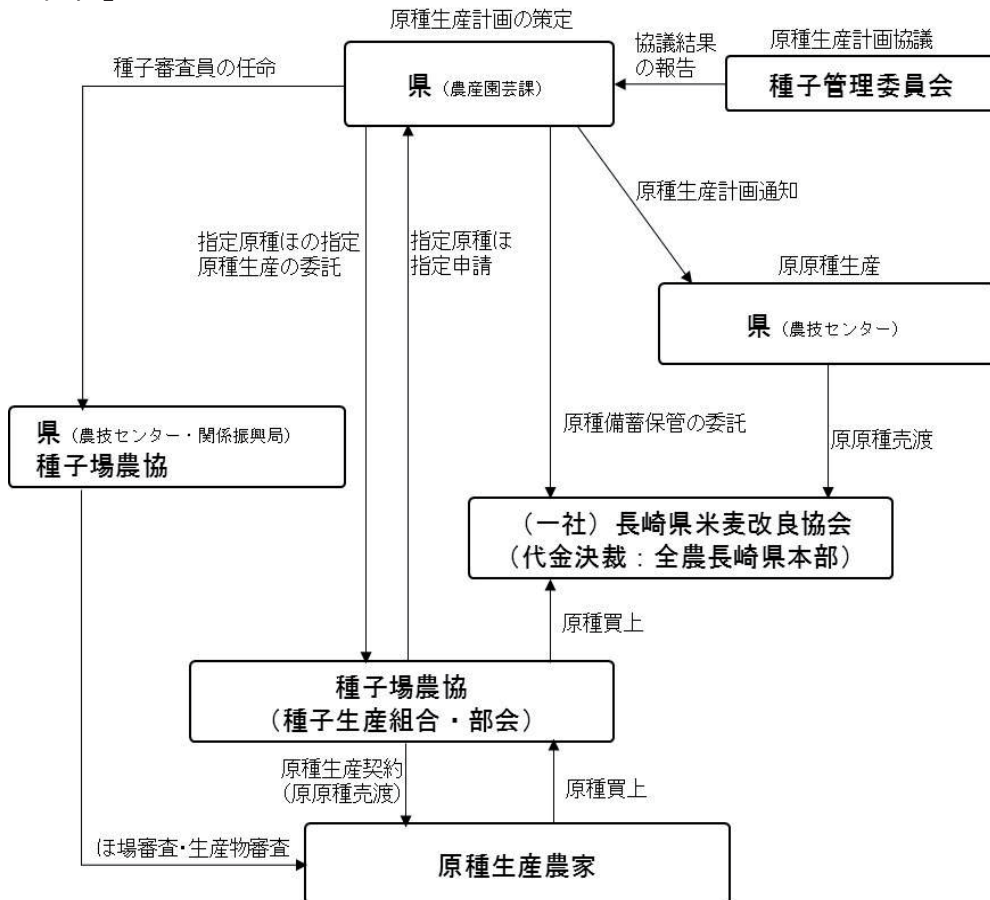 原種生産計画の策定
県（農産園芸課）
協議結果
の報告
原種生産計画協議
種子管理委員会
種子審査員の任命
原種生産計画通知
指定原種ほの指定
原種生産の委託
指定原種ほ
指定申請
原原種生産
県（農技センター）
県（農技センター・関係振興局）
種子場農協
原種備蓄保管の委託
原原種売渡
（一社）長崎県米麦改良協会
（代金決裁：全農長崎県本部）
原種買上
種子場農協
（種子生産組合・部会）
原種生産契約
（原原種売渡）
原種買上
ほ場審査・生産物審査
原種生産農家